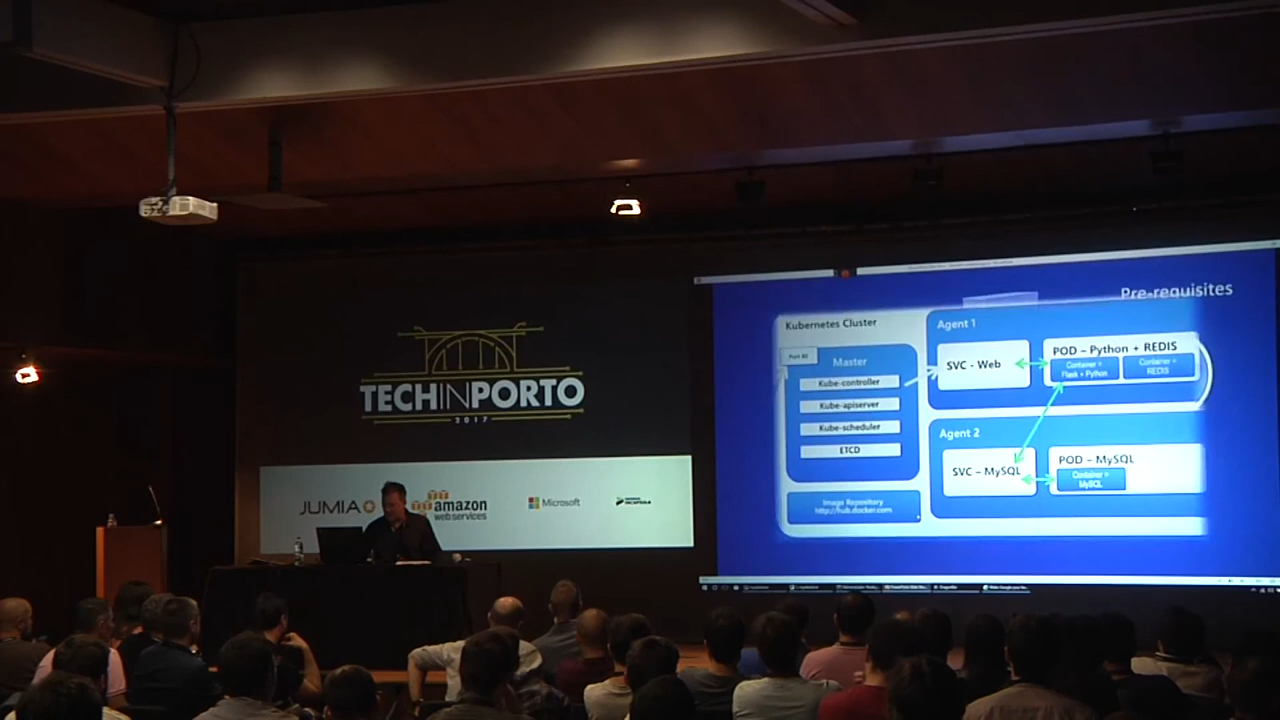 TECHINPORTO
2017
JUMIA
amazon
web services
Microsoft
Pre-requisites
Kubernetes Cluster
Port 80
Master
Kube-controller
Kube-apiserver
Kube-scheduler
ETCD
Image Repository
http://hub.docker.com
Agent 1
SVC - Web
POD – Python + REDIS
Container =
Flask + Python
Container =
REDIS
Agent 2
SVC – MySQL
POD – MySQL
Container =
MySQL